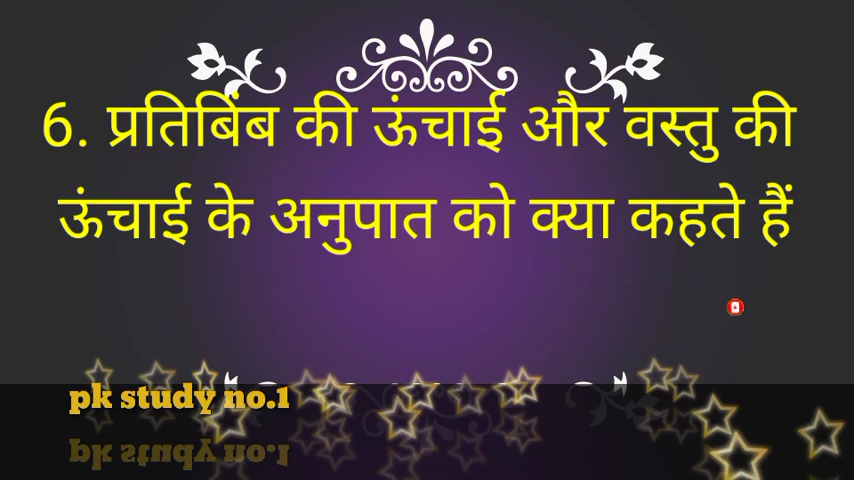 6. प्रतिबिंब की ऊंचाई और वस्तु की
ऊंचाई के अनुपात को क्या कहते हैं
pk study no.1